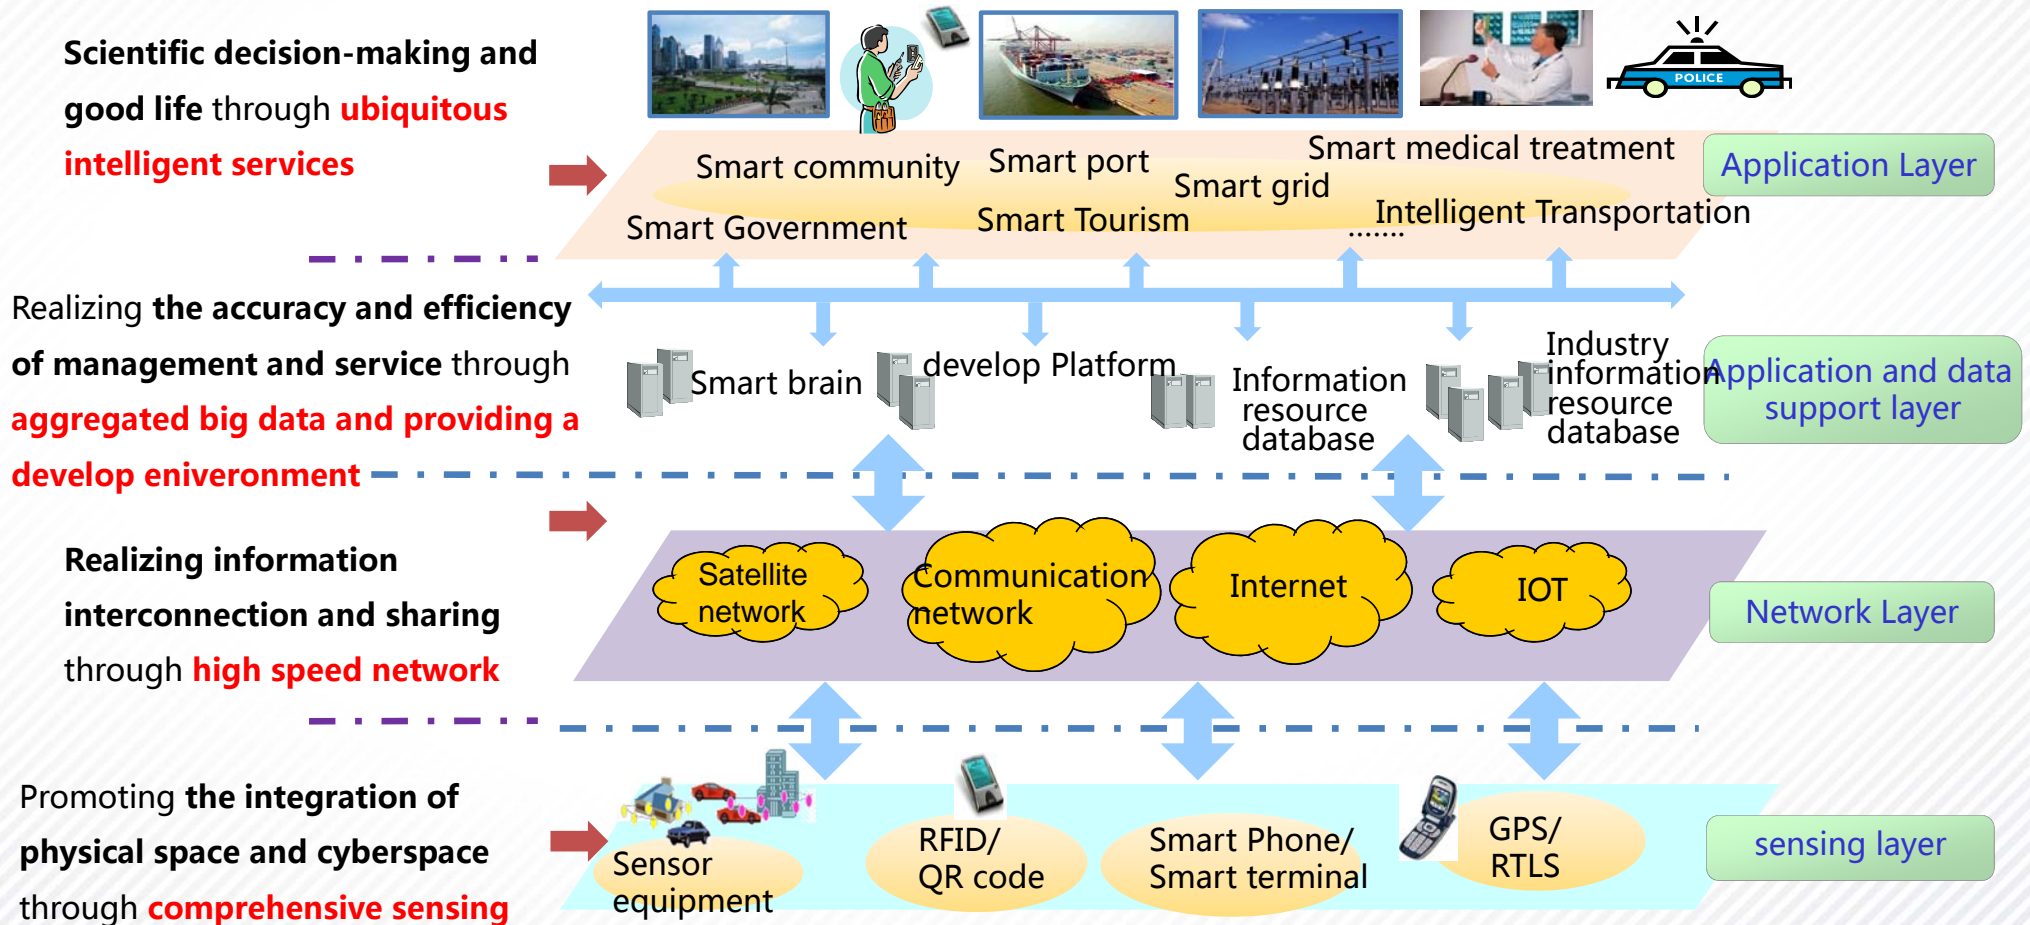 Scientific decision-making and
good life through ubiquitous
intelligent services
POLICE
Smart community
Smart port
Smart medical treatment
Smart grid
Smart Government
Smart Tourism
.......
Intelligent Transportation
Application Layer
Realizing the accuracy and efficiency
of management and service through
aggregated big data and providing a
develop eniveronment
Smart brain
develop Platform
Information
resource
database
Industry
information
resource
database
Application and data
support layer
Realizing information
interconnection and sharing
through high speed network
Satellite
network
Communication
network
Internet
IOT
Network Layer
Promoting the integration of
physical space and cyberspace
through comprehensive sensing
Sensor
equipment
RFID/
QR code
Smart Phone/
Smart terminal
GPS/
RTLS
sensing layer